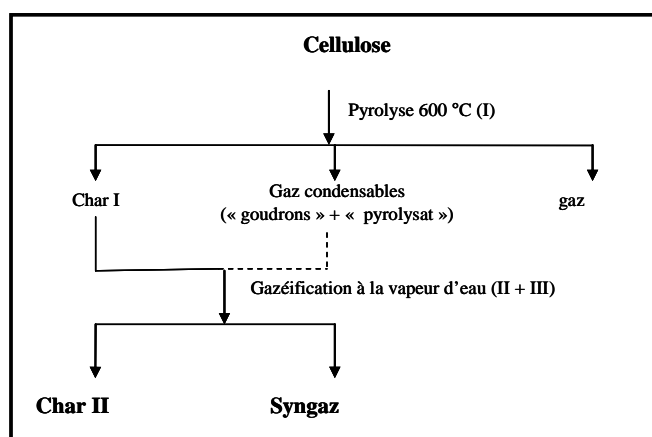 Cellulose
Pyrolyse 600 °C (I)
Char I
Gaz condensables
(« goudrons » + « pyrolysat »)
gaz
Gazéification à la vapeur d'eau (II + III)
Char II
Syngaz